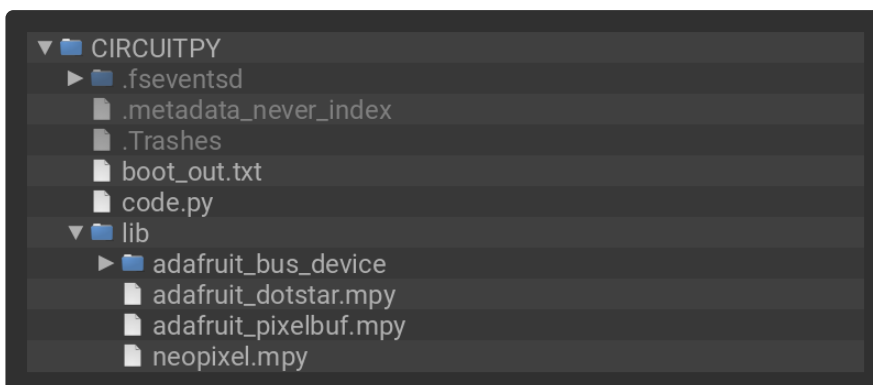 CIRCUITPY
.fseventsd
.metadata_never_index
.Trashes
boot_out.txt
code.py
lib
adafruit_bus_device
adafruit_dotstar.mpy
adafruit_pixelbuf.mpy
neopixel.mpy